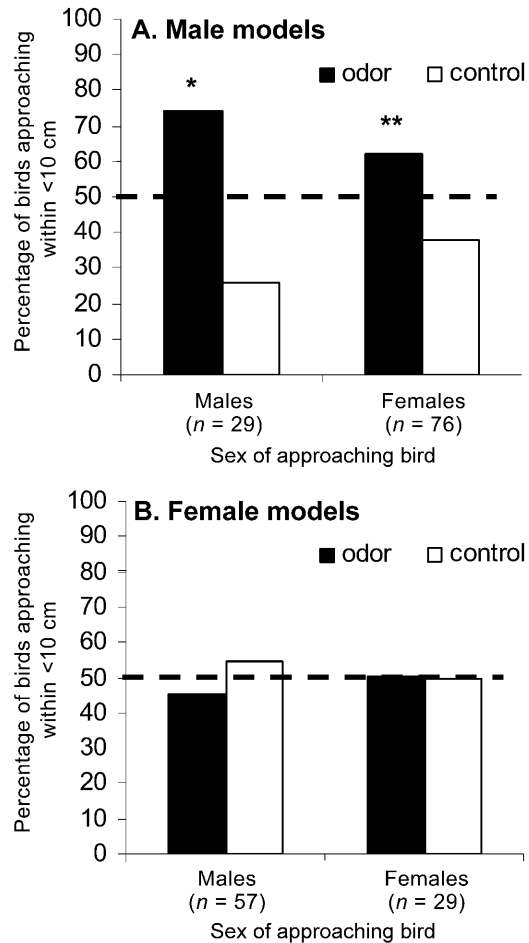 A. Male models
odor
control
*
**
Percentage of birds approaching
within <10 cm
100
90
80
70
60
50
40
30
20
10
0
Males
(n = 29)
Females
(n = 76)
Sex of approaching bird
B. Female models
odor
control
Percentage of birds approaching
within <10 cm
100
90
80
70
60
50
40
30
20
10
0
Males
(n = 57)
Females
(n = 29)
Sex of approaching bird